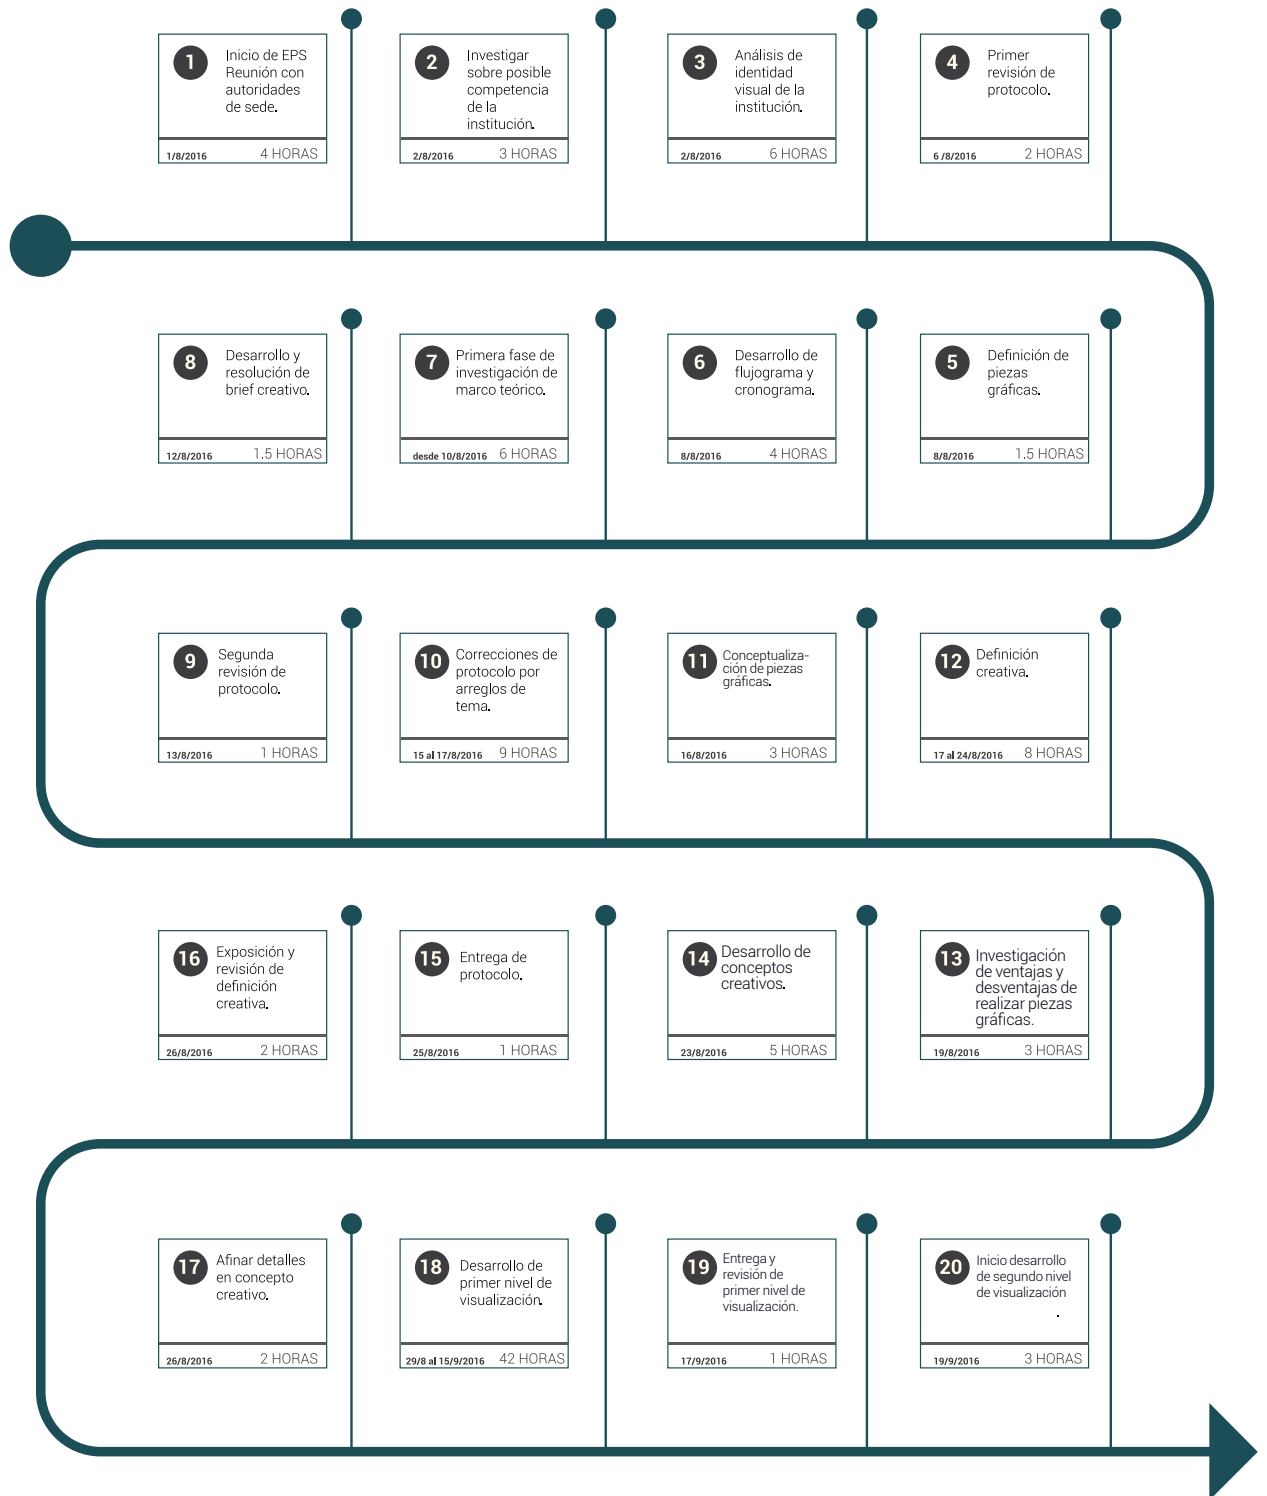 1
Inicio de EPS
Reunión con
autoridades
de sede.
1/8/2016 4 HORAS
2
Investigar
sobre posible
competencia
de la
institución.
2/8/2016 3 HORAS
3
Análisis de
identidad
visual de la
institución.
2/8/2016 6 HORAS
4
Primer
revisión de
protocolo.
6 /8/2016 2 HORAS
8
Desarrollo y
resolución de
brief creativo.
12/8/2016 1.5 HORAS
7
Primera fase de
investigación de
marco teórico.
desde 10/8/2016 6 HORAS
6
Desarrollo de
flujograma y
cronograma.
8/8/2016 4 HORAS
5
Definición de
piezas
gráficas.
8/8/2016 1.5 HORAS
9
Segunda
revisión de
protocolo.
13/8/2016 1 HORAS
10
Correcciones de
protocolo por
arreglos de
tema.
15 al 17/8/2016 9 HORAS
11
Conceptualiza-
ción de piezas
gráficas.
16/8/2016 3 HORAS
12
Definición
creativa.
17 al 24/8/2016 8 HORAS
16
Exposición y
revisión de
definición
creativa.
26/8/2016 2 HORAS
15
Entrega de
protocolo.
25/8/2016 1 HORAS
14
Desarrollo de
conceptos
creativos.
23/8/2016 5 HORAS
13
Investigación
de ventajas y
desventajas de
realizar piezas
gráficas.
19/8/2016 3 HORAS
17
Afinar detalles
en concepto
creativo.
26/8/2016 2 HORAS
18
Desarrollo de
primer nivel de
visualización.
29/8 al 15/9/2016 42 HORAS
19
Entrega y
revisión de
primer nivel de
visualización.
17/9/2016 1 HORAS
20
Inicio desarrollo
de segundo nivel
de visualización
.
19/9/2016 3 HORAS